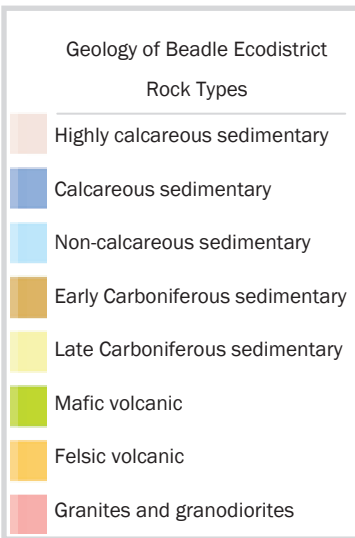 Geology of Beadle Ecodistrict
Rock Types
Highly calcareous sedimentary
Calcareous sedimentary
Non-calcareous sedimentary
Early Carboniferous sedimentary
Late Carboniferous sedimentary
Mafic volcanic
Felsic volcanic
Granites and granodiorites